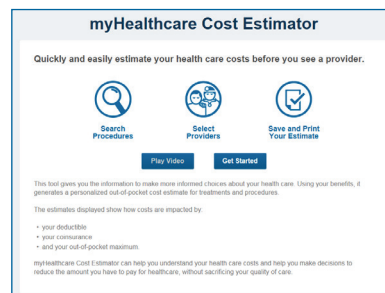 myHealthcare Cost Estimator
Quickly and easily estimate your health care costs before you see a provider.
Search
Procedures
Select
Providers
Save and Print
Your Estimate
Play Video
Get Started
This tool gives you the information to make more informed choices about your health care. Using your benefits, it
generates a personalized out-of-pocket cost estimate for treatments and procedures.
The estimates displayed show how costs are impacted by
• your deductible
• your consurance
• and your out-of-pocket maximum.
myHealthcare Cost Estimator can help you understand your health care costs and help you make decisions to
reduce the amount you have to pay for healthcare, without sacrificing your quality of care.